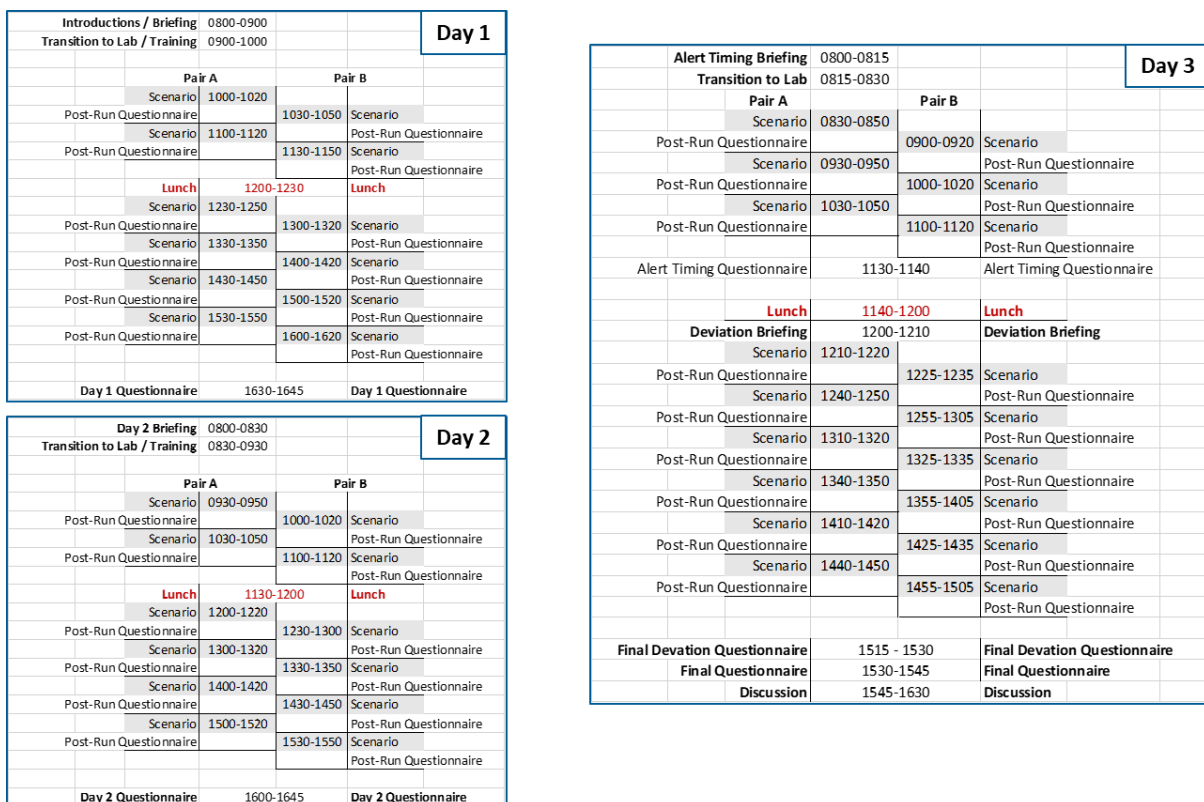 Day 1
Introductions / Briefing 0800-0900
Transition to Lab / Training 0900-1000
Pair A Pair B
Scenario 1000-1020
Post-Run Questionnaire 1030-1050 Scenario
Scenario 1100-1120 Post-Run Questionnaire
Post-Run Questionnaire 1130-1150 Scenario
Post-Run Questionnaire
Lunch 1200-1230 Lunch
Scenario 1230-1250
Post-Run Questionnaire 1300-1320 Scenario
Scenario 1330-1350 Post-Run Questionnaire
Post-Run Questionnaire 1400-1420 Scenario
Scenario 1430-1450 Post-Run Questionnaire
Post-Run Questionnaire 1500-1520 Scenario
Scenario 1530-1550 Post-Run Questionnaire
Post-Run Questionnaire 1600-1620 Scenario
Post-Run Questionnaire
Day 1 Questionnaire 1630-1645 Day 1 Questionnaire
Day 2
Day 2 Briefing 0800-0830
Transition to Lab / Training 0830-0930
Pair A Pair B
Scenario 0930-0950
Post-Run Questionnaire 1000-1020 Scenario
Scenario 1030-1050 Post-Run Questionnaire
Post-Run Questionnaire 1100-1120 Scenario
Post-Run Questionnaire
Lunch 1130-1200 Lunch
Scenario 1200-1220
Post-Run Questionnaire 1230-1300 Scenario
Scenario 1300-1320 Post-Run Questionnaire
Post-Run Questionnaire 1330-1350 Scenario
Scenario 1400-1420 Post-Run Questionnaire
Post-Run Questionnaire 1430-1450 Scenario
Scenario 1500-1520 Post-Run Questionnaire
Post-Run Questionnaire 1530-1550 Scenario
Post-Run Questionnaire
Day 2 Questionnaire 1600-1645 Day 2 Questionnaire
Day 3
Alert Timing Briefing 0800-0815
Transition to Lab 0815-0830
Pair A Pair B
Scenario 0830-0850
Post-Run Questionnaire 0900-0920 Scenario
Scenario 0930-0950 Post-Run Questionnaire
Post-Run Questionnaire 1000-1020 Scenario
Scenario 1030-1050 Post-Run Questionnaire
Post-Run Questionnaire 1100-1120 Scenario
Post-Run Questionnaire
Alert Timing Questionnaire 1130-1140 Alert Timing Questionnaire
Lunch 1140-1200 Lunch
Deviation Briefing 1200-1210 Deviation Briefing
Scenario 1210-1220
Post-Run Questionnaire 1225-1235 Scenario
Scenario 1240-1250 Post-Run Questionnaire
Post-Run Questionnaire 1255-1305 Scenario
Scenario 1310-1320 Post-Run Questionnaire
Post-Run Questionnaire 1325-1335 Scenario
Scenario 1340-1350 Post-Run Questionnaire
Post-Run Questionnaire 1355-1405 Scenario
Scenario 1410-1420 Post-Run Questionnaire
Post-Run Questionnaire 1425-1435 Scenario
Scenario 1440-1450 Post-Run Questionnaire
Post-Run Questionnaire 1455-1505 Scenario
Post-Run Questionnaire
Final Devation Questionnaire 1515 - 1530 Final Devation Questionnaire
Final Questionnaire 1530-1545 Final Questionnaire
Discussion 1545-1630 Discussion